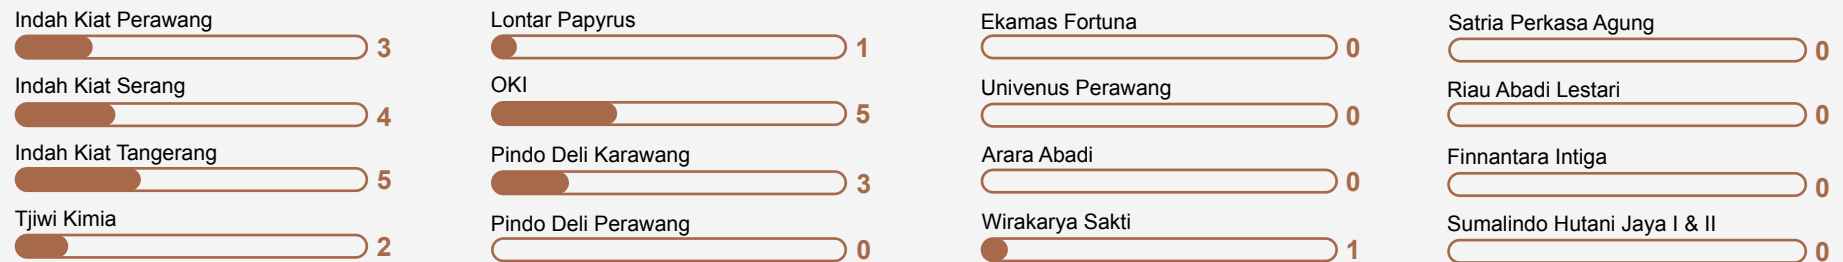 Indah Kiat Perawang
3
Indah Kiat Serang
4
Indah Kiat Tangerang
5
Tjiwi Kimia
2
Lontar Papyrus
1
OKI
5
Pindo Deli Karawang
3
Pindo Deli Perawang
0
Ekamas Fortuna
0
Univenus Perawang
0
Arara Abadi
0
Wirakarya Sakti
1
Satria Perkasa Agung
0
Riau Abadi Lestari
0
Finnantara Intiga
0
Sumalindo Hutani Jaya I & II
0